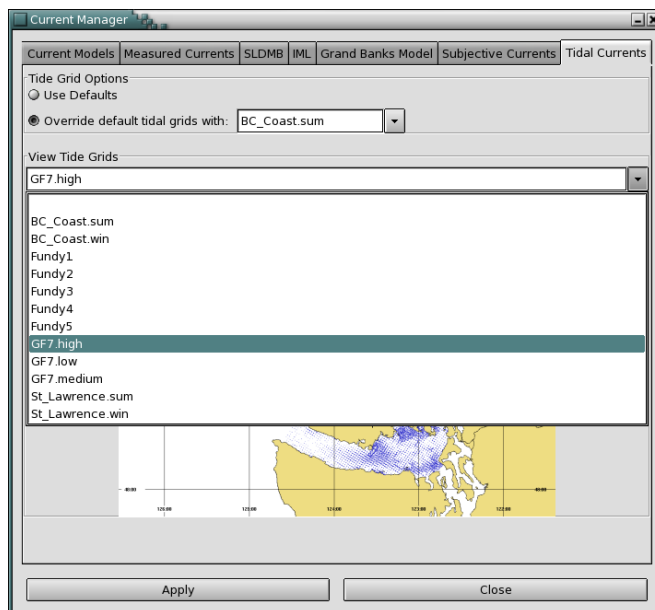 Current Manager
Current Models Measured Currents SLDMB IML Grand Banks Model Subjective Currents Tidal Currents
Tide Grid Options
Use Defaults
Override default tidal grids with: BC_Coast.sum
View Tide Grids
GF7.high
BC_Coast.sum
BC_Coast.win
Fundy1
Fundy2
Fundy3
Fundy4
Fundy5
GF7.high
GF7.low
GF7.medium
St_Lawrence.sum
St_Lawrence.win
Apply Close